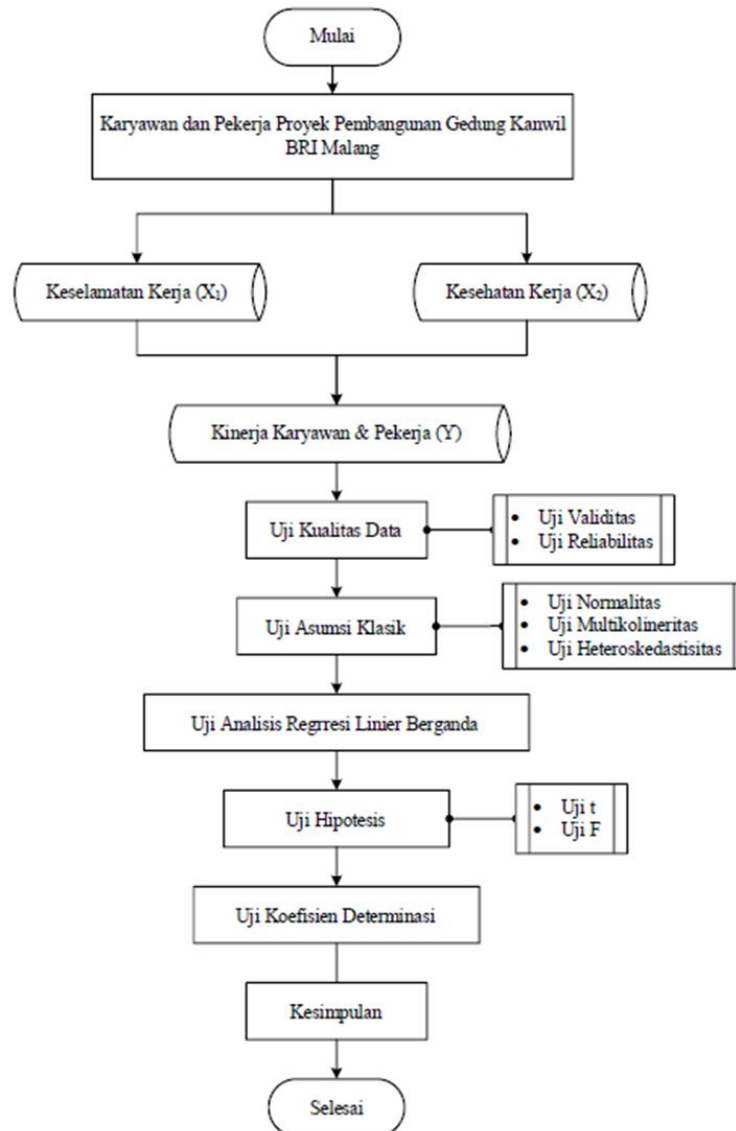 Mulai
Karyawan dan Pekerja Proyek Pembangunan Gedung Kanwil
BRI Malang
Keselamatan Kerja (X₁)
Kesehatan Kerja (X₂)
Kinerja Karyawan & Pekerja (Y)
Uji Kualitas Data
• Uji Validitas
• Uji Reliabilitas
Uji Asumsi Klasik
• Uji Normalitas
• Uji Multikolineritas
• Uji Heteroskedastisitas
Uji Analisis Regrresi Linier Berganda
Uji Hipotesis
• Uji t
• Uji F
Uji Koefisien Determinasi
Kesimpulan
Selesai